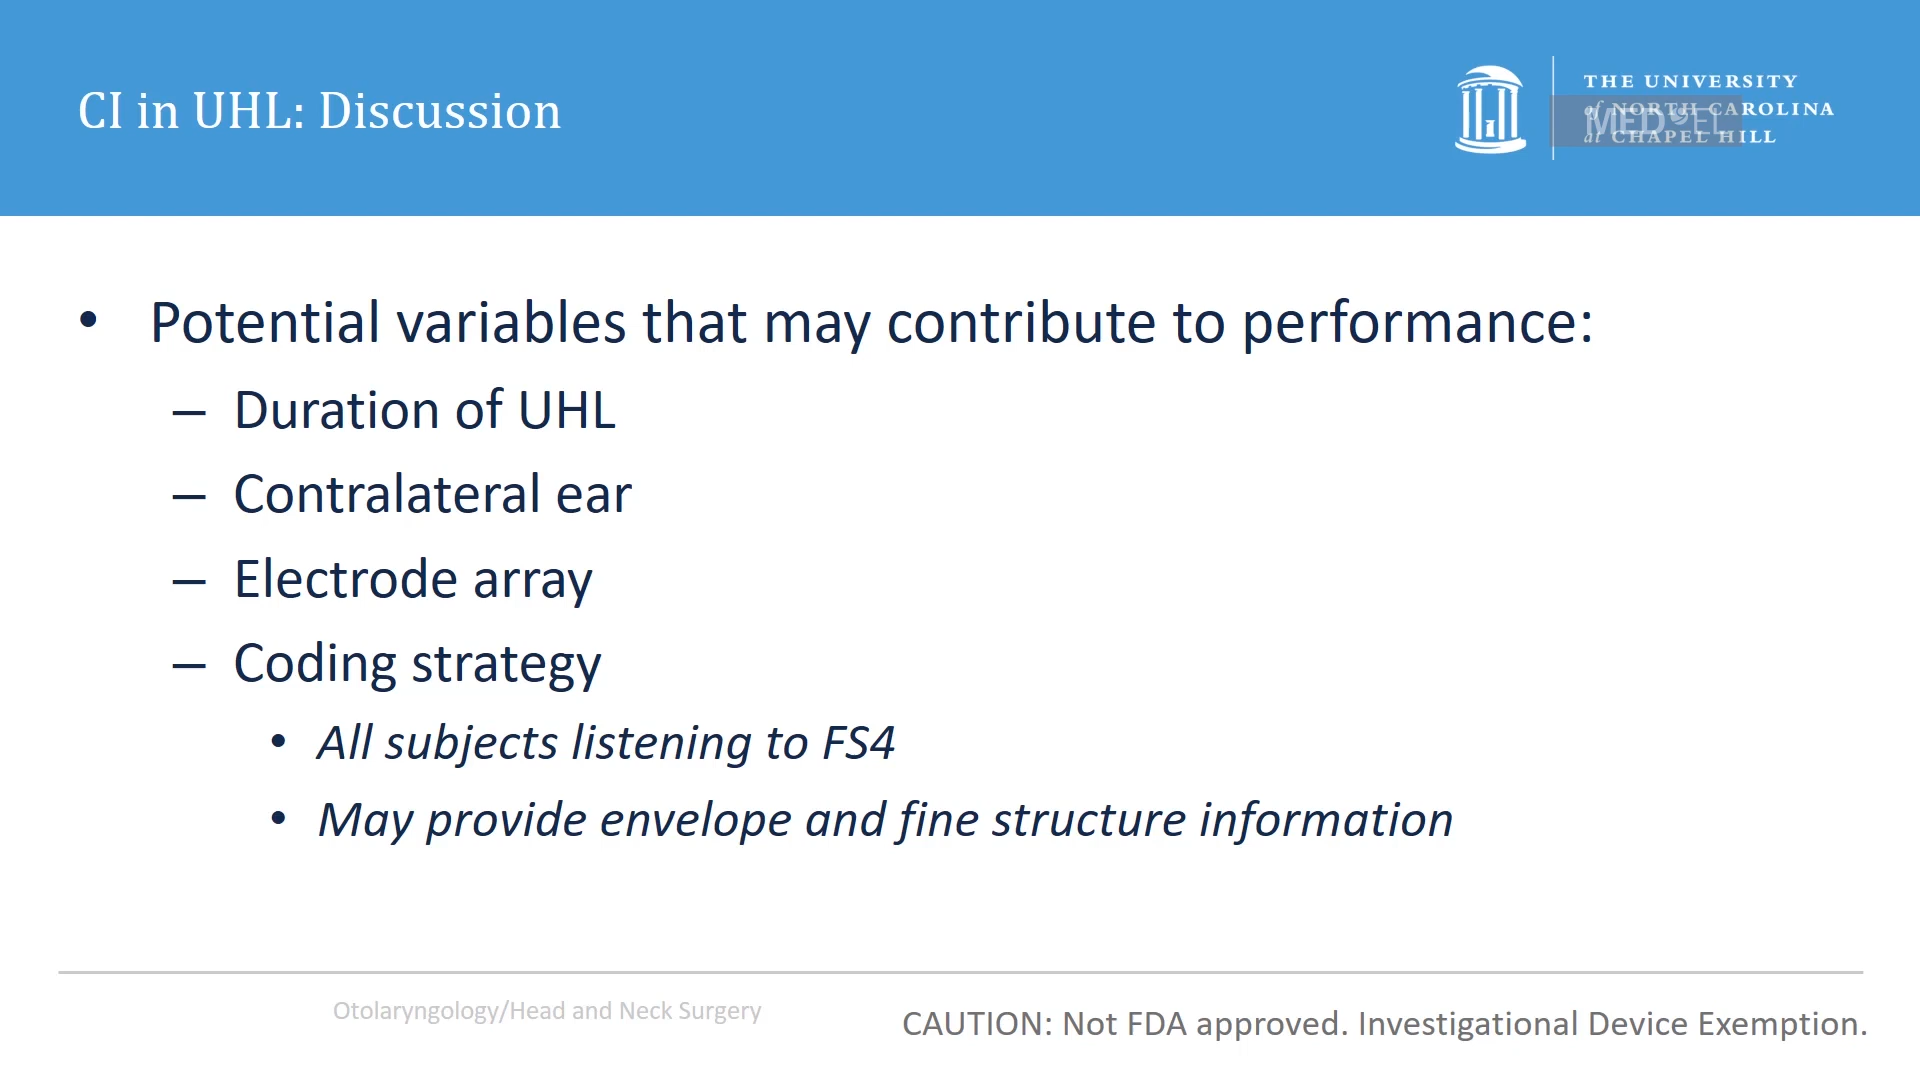 CI in UHL: Discussion
THE UNIVERSITY
of NORTH CAROLINA
at CHAPEL HILL
MED EL
• Potential variables that may contribute to performance:
– Duration of UHL
– Contralateral ear
– Electrode array
– Coding strategy
• All subjects listening to FS4
• May provide envelope and fine structure information
Otolaryngology/Head and Neck Surgery
CAUTION: Not FDA approved. Investigational Device Exemption.